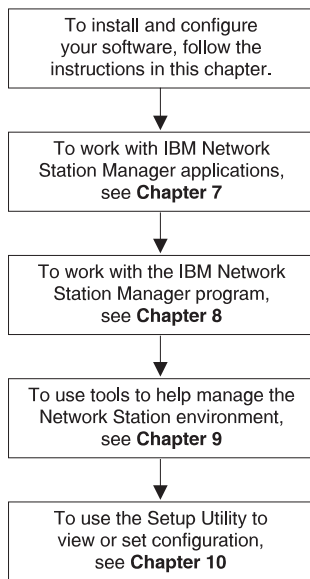 To install and configure
your software, follow the
instructions in this chapter.
To work with IBM Network
Station Manager applications,
see Chapter 7
To work with the IBM Network
Station Manager program,
see Chapter 8
To use tools to help manage the
Network Station environment,
see Chapter 9
To use the Setup Utility to
view or set configuration,
see Chapter 10